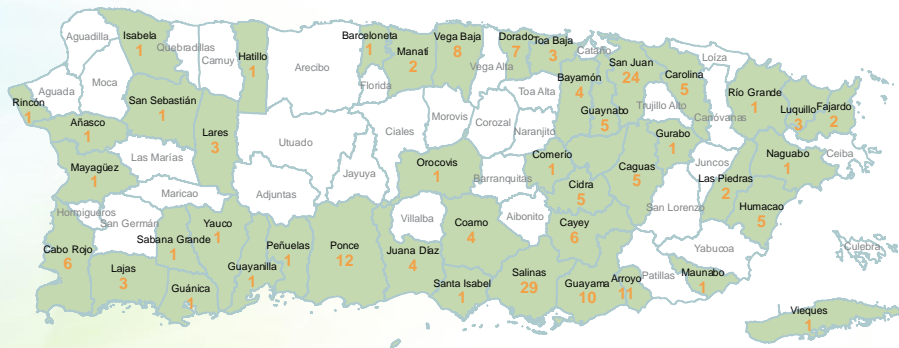 Aguadilla
Isabela
1
Quebradillas
Camuy
Hatillo
1
Arecibo
Barceloneta
1
Manatí
2
Vega Baja
8
Vega Alta
Dorado
7
Toa Baja
3
Cataño
San Juan
24
Loíza
Aguada
Moca
Rincón
1
San Sebastián
1
Florida
Toa Alta
Bayamón
4
Guaynabo
5
Trujillo Alto
Carolina
5
Canóvanas
Río Grande
1
Luquillo
3
Fajardo
2
Añasco
1
Lares
3
Utuado
Ciales
Morovis
Corozal
Naranjito
Gurabo
1
Mayagüez
1
Las Marías
Maricao
Adjuntas
Jayuya
Orocovis
1
Barranquitas
Comerío
1
Cidra
5
Caguas
5
Juncos
Las Piedras
2
Naguabo
1
Ceiba
Hormigueros
San Germán
Sabana Grande
1
Yauco
1
Peñuelas
1
Ponce
12
Villalba
Coamo
4
Aibonito
Cayey
6
San Lorenzo
Humacao
5
Yabucoa
Culebra
Cabo Rojo
6
Lajas
3
Guánica
1
Guayanilla
1
Juana Díaz
4
Santa Isabel
1
Salinas
29
Guayama
10
Arroyo
11
Patillas
Maunabo
1
Vieques
1